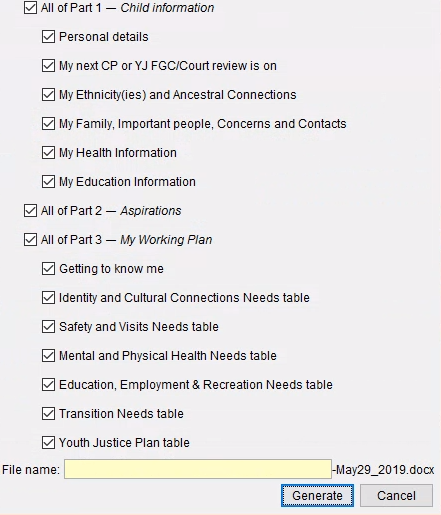 All of Part 1 — Child information
Personal details
My next CP or YJ FGC/Court review is on
My Ethnicity(ies) and Ancestral Connections
My Family, Important people, Concerns and Contacts
My Health Information
My Education Information
All of Part 2 — Aspirations
All of Part 3 — My Working Plan
Getting to know me
Identity and Cultural Connections Needs table
Safety and Visits Needs table
Mental and Physical Health Needs table
Education, Employment & Recreation Needs table
Transition Needs table
Youth Justice Plan table
File name: -May29_2019.docx
Generate Cancel